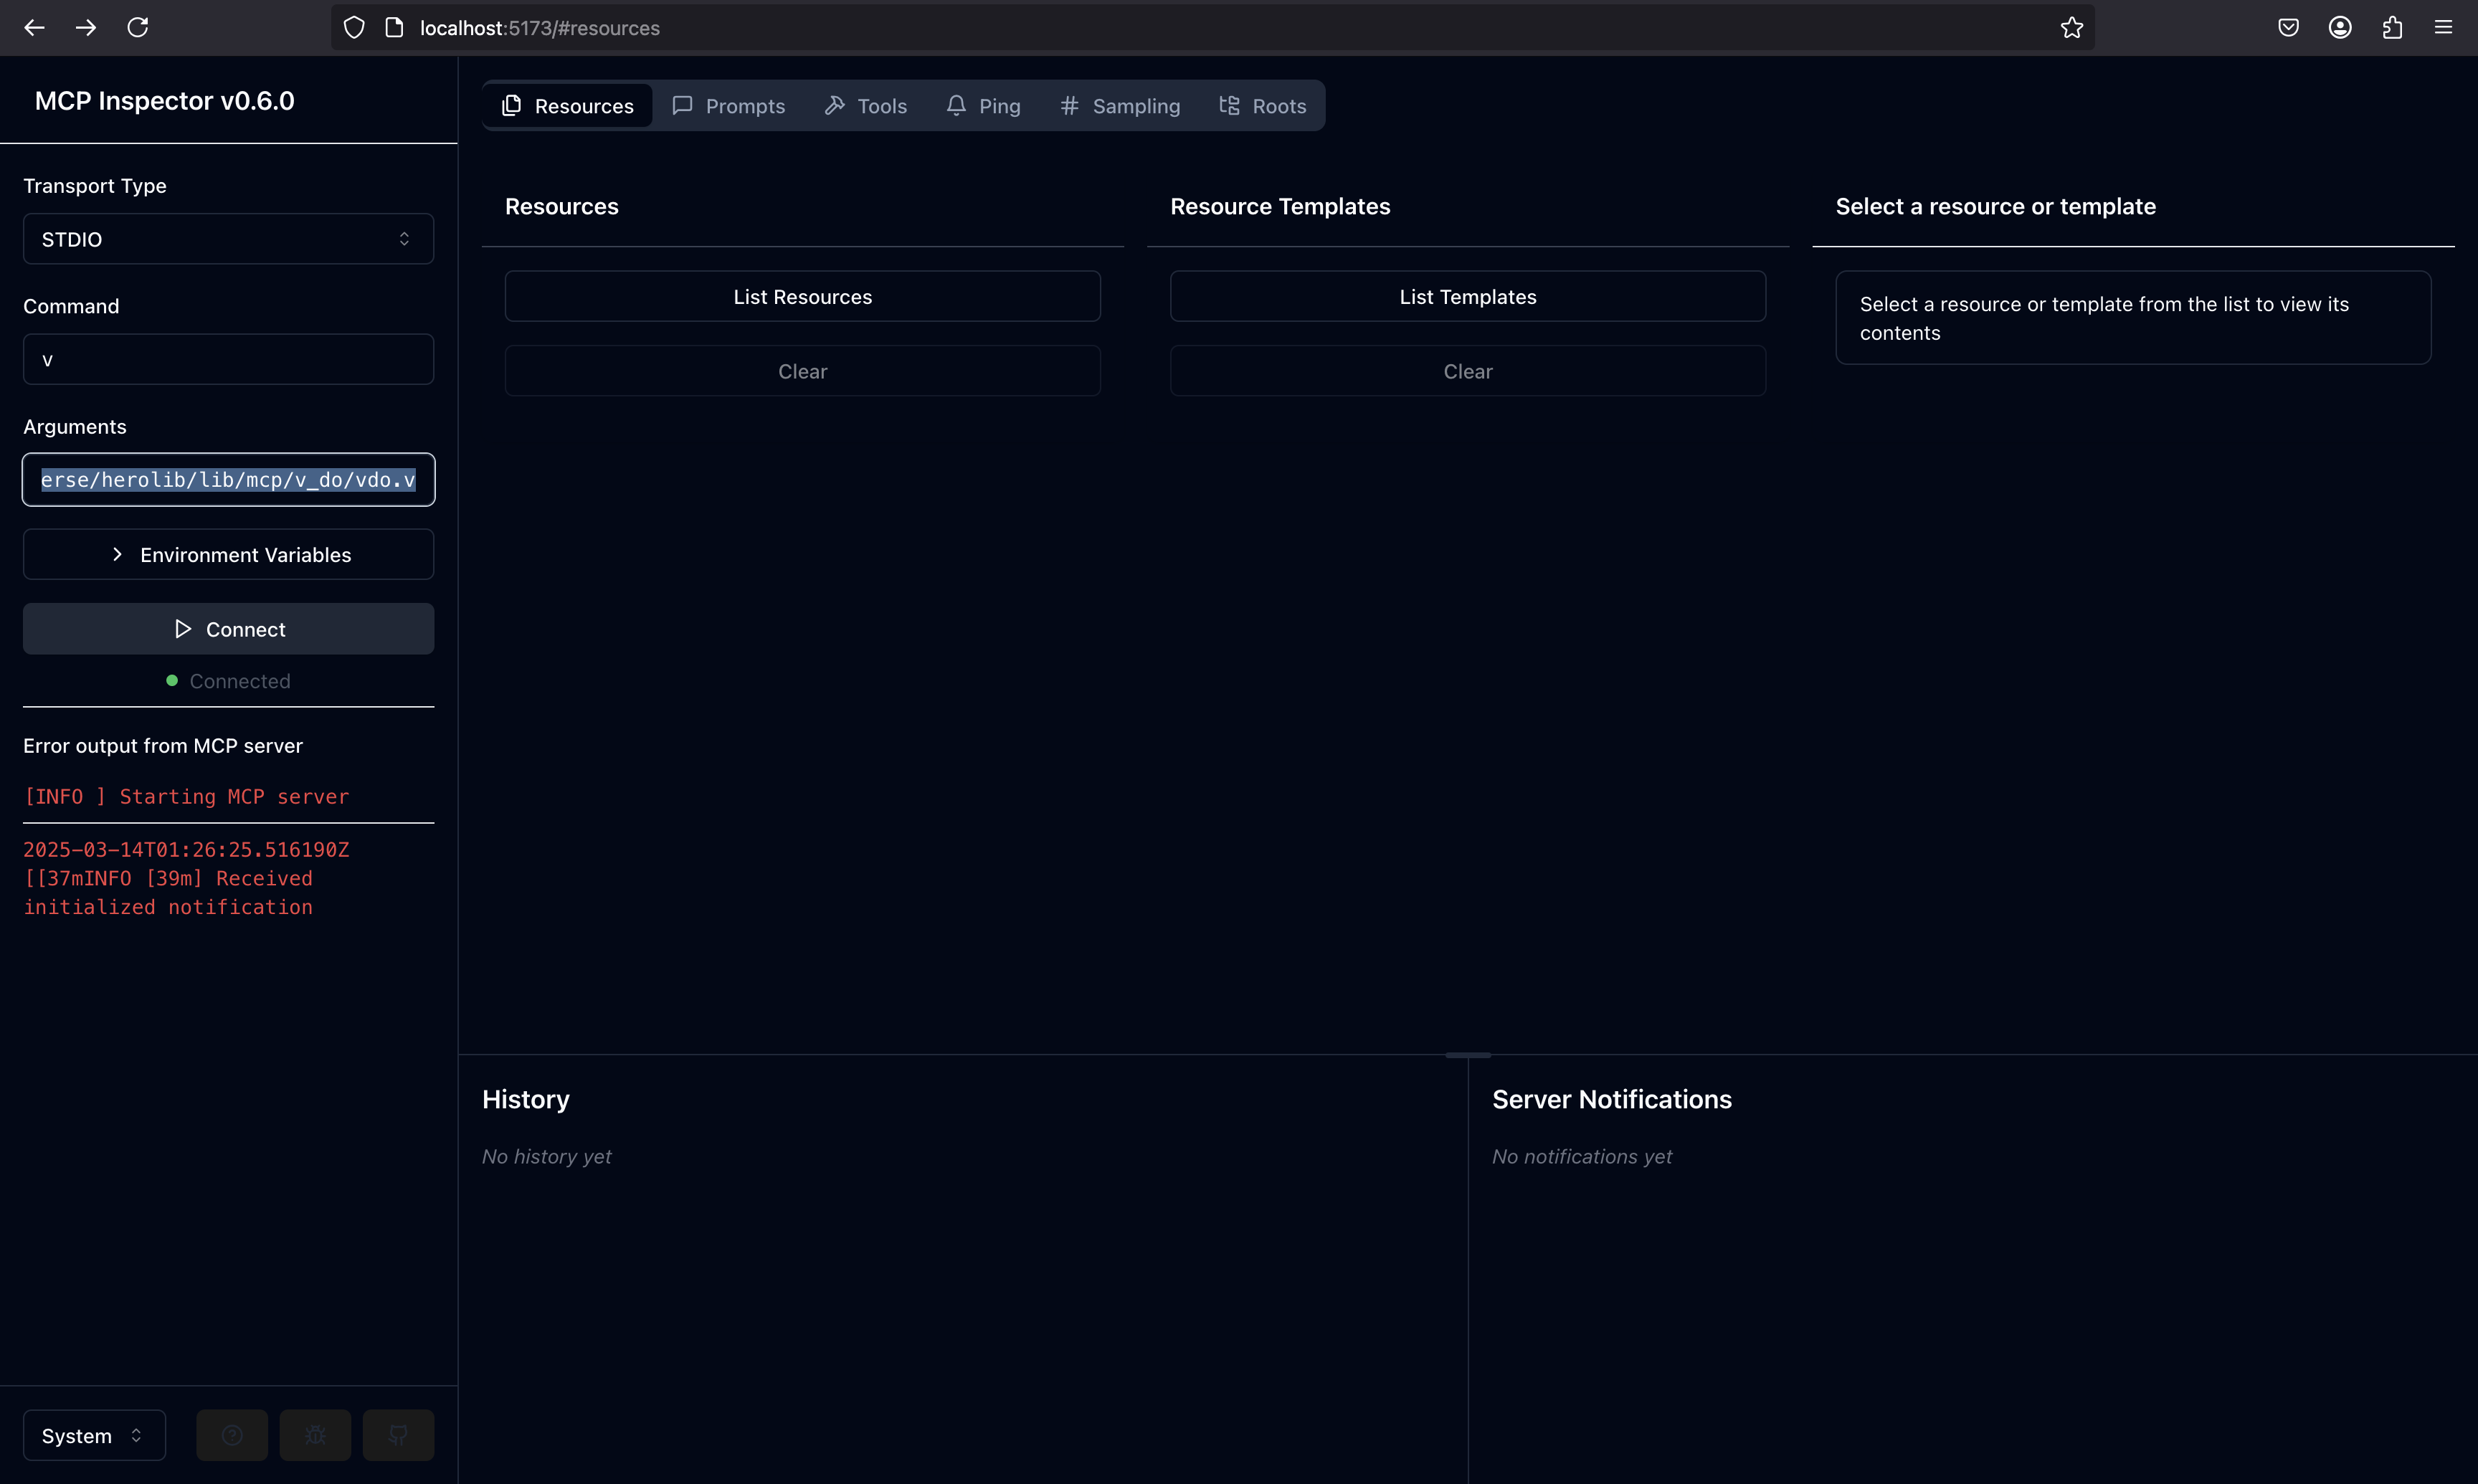 localhost:5173/#resources
MCP Inspector v0.6.0
Transport Type
STDIO
Command
v
Arguments
erse/herolib/lib/mcp/v_do/vdo.v
Environment Variables
Connect
Connected
Error output from MCP server
[INFO ] Starting MCP server
2025-03-14T01:26:25.516190Z
[[37mINFO [39m] Received
initialized notification
System
Resources
Prompts
Tools
Ping
Sampling
Roots
Resources
List Resources
Clear
Resource Templates
List Templates
Clear
Select a resource or template
Select a resource or template from the list to view its
contents
History
No history yet
Server Notifications
No notifications yet